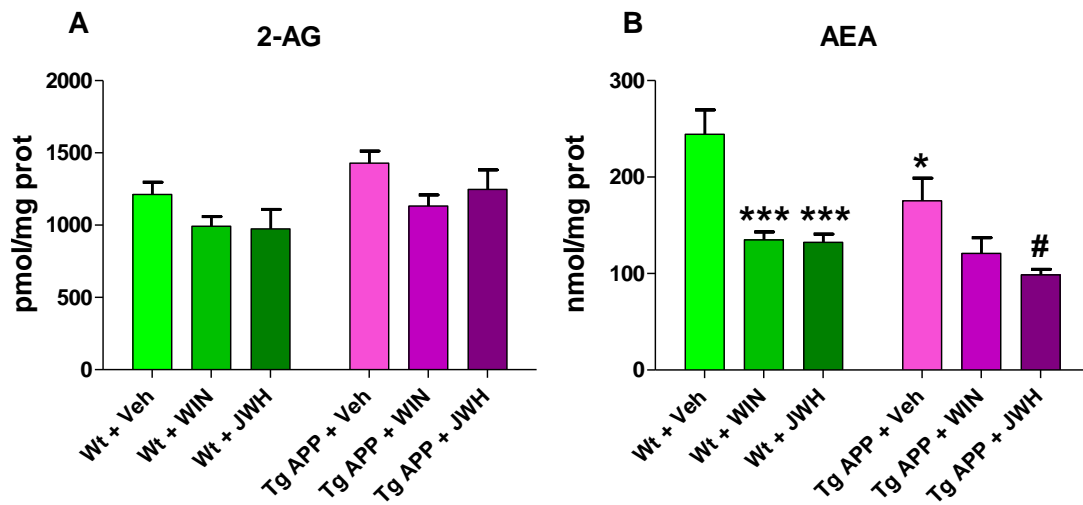 A
2-AG
pmol/mg prot
2000
1500
1000
500
0
Wt + Veh
Wt + WIN
Wt + JWH
Tg APP + Veh
Tg APP + WIN
Tg APP + JWH
B
AEA
nmol/mg prot
300
200
100
0
***
***
*
#
Wt + Veh
Wt + WIN
Wt + JWH
Tg APP + Veh
Tg APP + WIN
Tg APP + JWH